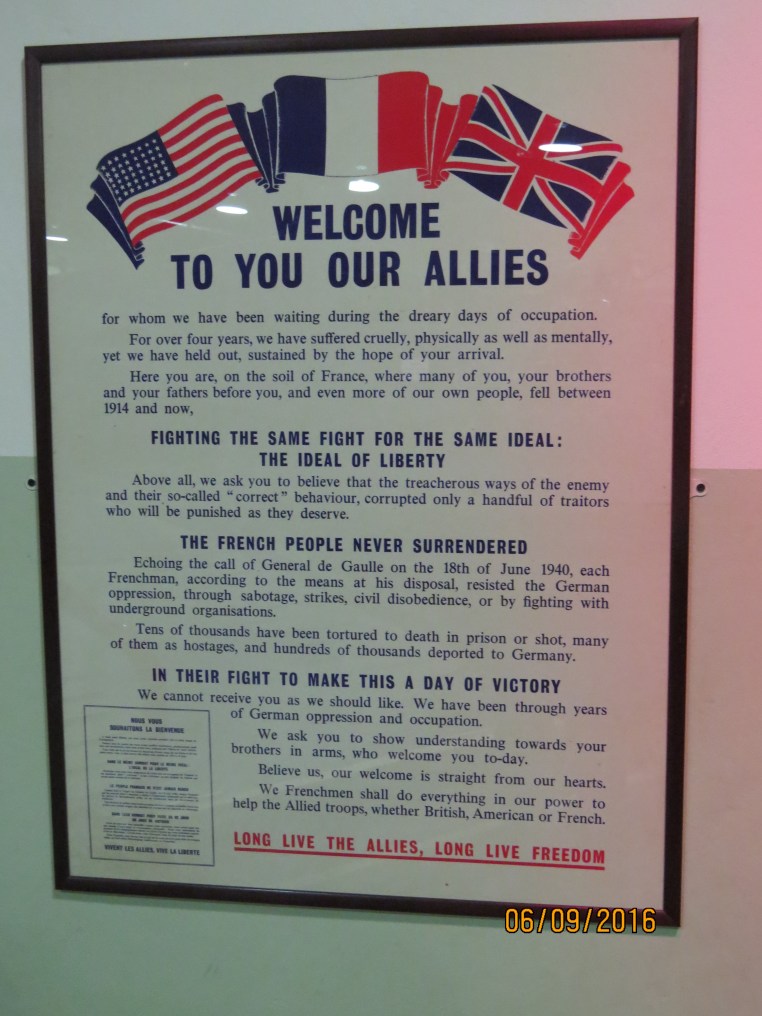 WELCOME
TO YOU OUR ALLIES
for whom we have been waiting during the dreary days of occupation.
For over four years, we have suffered cruelly, physically as well as mentally,
yet we have held out, sustained by the hope of your arrival.
Here you are, on the soil of France, where many of you, your brothers
and your fathers before you, and even more of our own people, fell between
1914 and now,
FIGHTING THE SAME FIGHT FOR THE SAME IDEAL:
THE IDEAL OF LIBERTY
Above all, we ask you to believe that the treacherous ways of the enemy
and their so-called "correct" behaviour, corrupted only a handful of traitors
who will be punished as they deserve.
THE FRENCH PEOPLE NEVER SURRENDERED
Echoing the call of General de Gaulle on the 18th of June 1940, each
Frenchman, according to the means at his disposal, resisted the German
oppression, through sabotage, strikes, civil disobedience, or by fighting with
underground organisations.
Tens of thousands have been tortured to death in prison or shot, many
of them as hostages, and hundreds of thousands deported to Germany.
IN THEIR FIGHT TO MAKE THIS A DAY OF VICTORY
We cannot receive you as we should like. We have been through years
of German oppression and occupation.
We ask you to show understanding towards your
brothers in arms, who welcome you to-day.
Believe us, our welcome is straight from our hearts.
We Frenchmen shall do everything in our power to
help the Allied troops, whether British, American or French.
LONG LIVE THE ALLIES, LONG LIVE FREEDOM
NOUS VOUS
SOUHAITONS LA BIENVENUE
VIVENT LES ALLIES, VIVE LA LIBERTE
06/09/2016